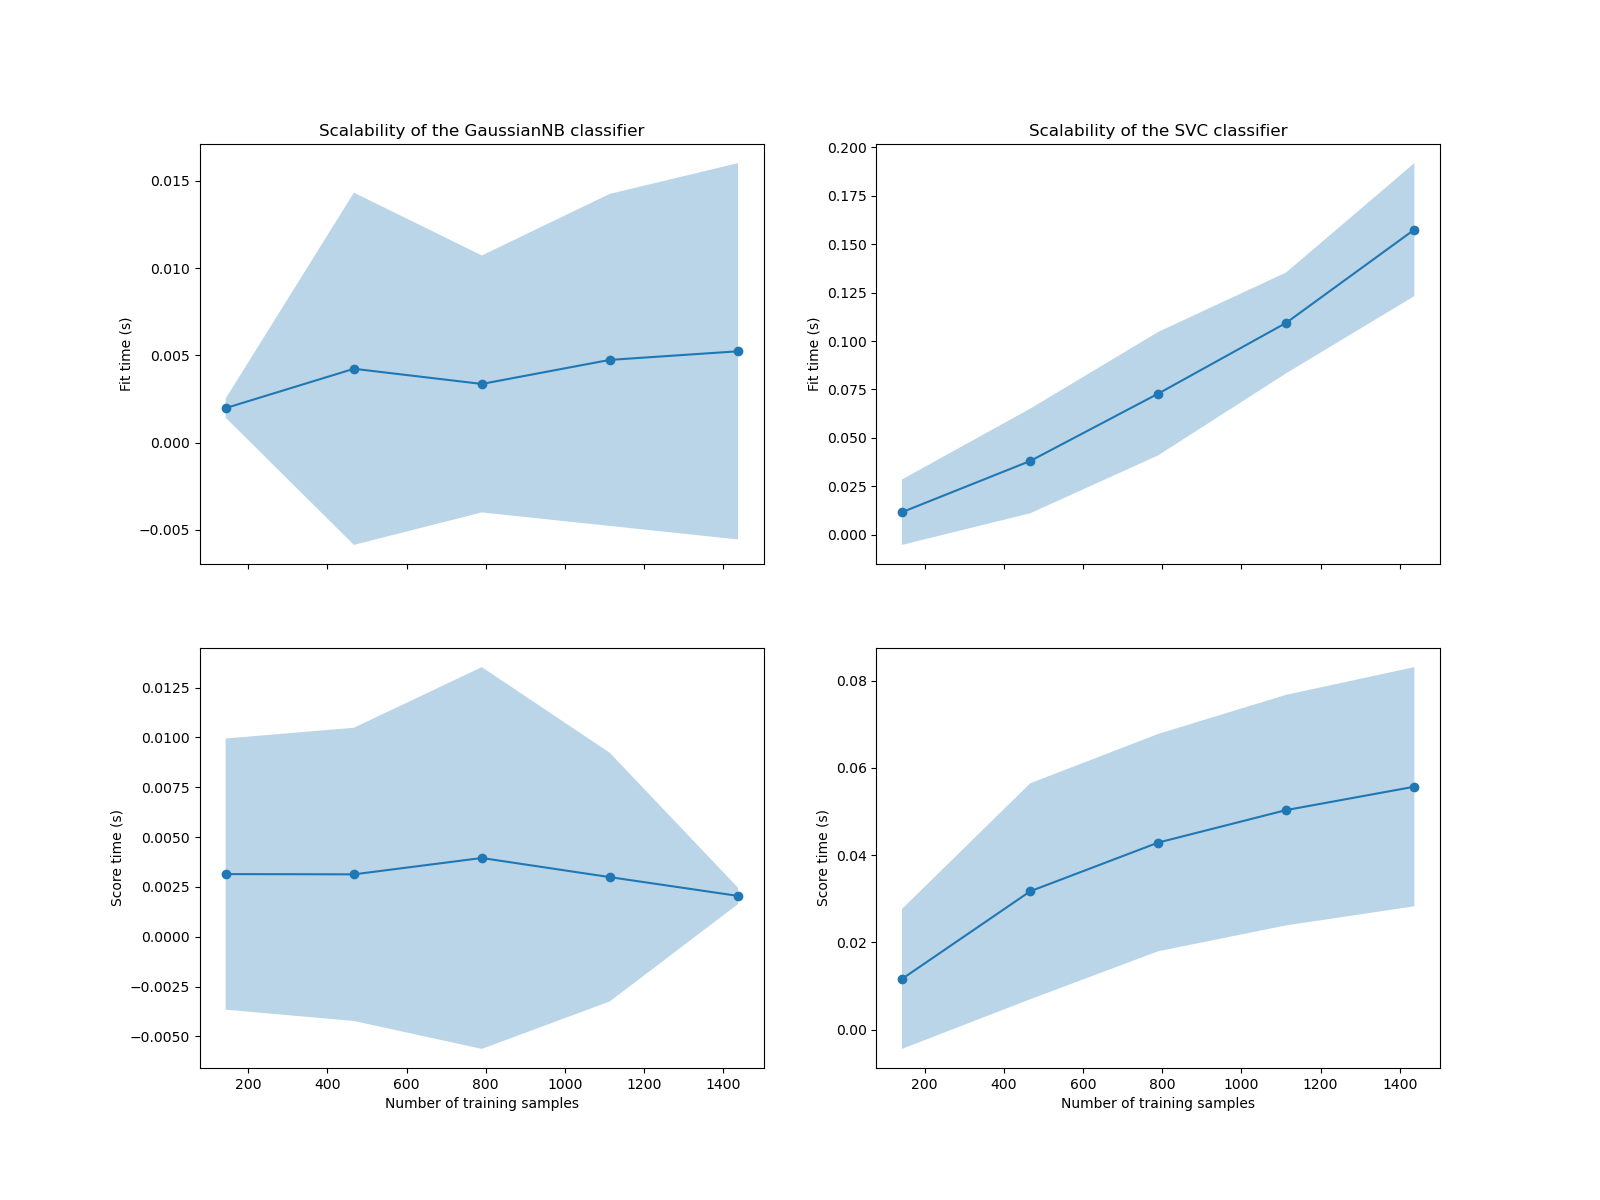 Scalability of the GaussianNB classifier
0.015
0.010
0.005
0.000
−0.005
Fit time (s)
Scalability of the SVC classifier
0.200
0.175
0.150
0.125
0.100
0.075
0.050
0.025
0.000
Fit time (s)
0.0125
0.0100
0.0075
0.0050
0.0025
0.0000
−0.0025
−0.0050
Score time (s)
200 400 600 800 1000 1200 1400
Number of training samples
0.08
0.06
0.04
0.02
0.00
Score time (s)
200 400 600 800 1000 1200 1400
Number of training samples